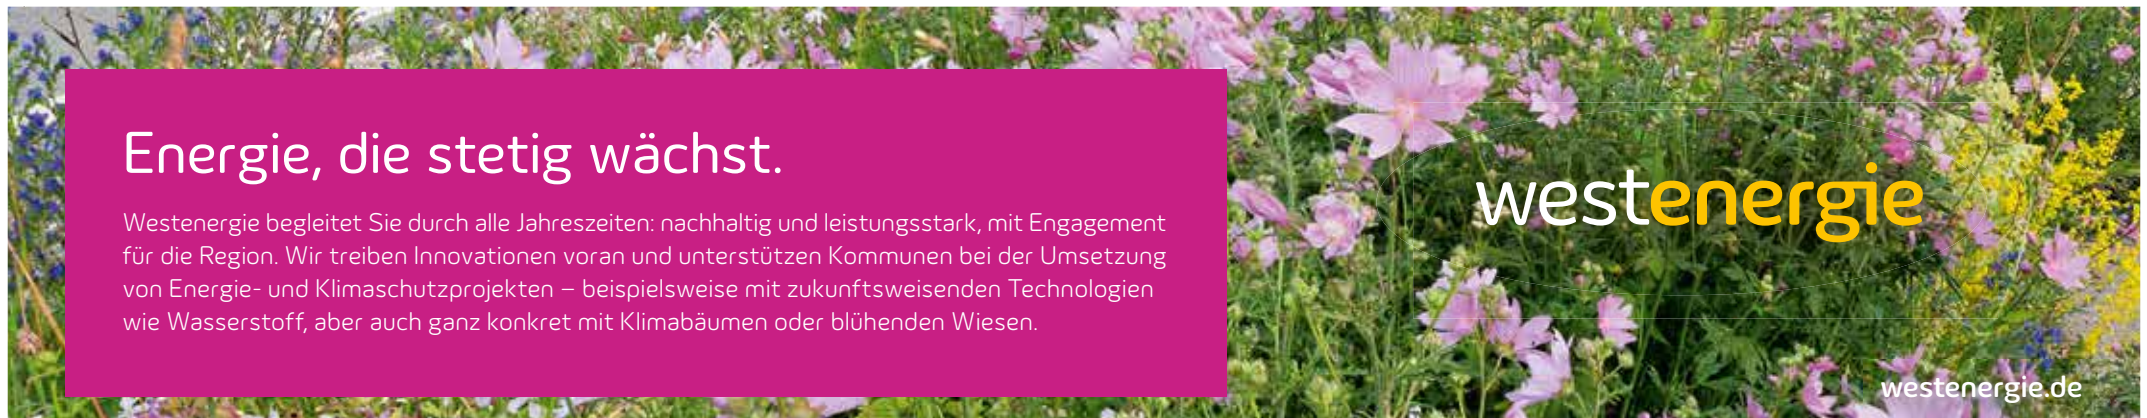 Energie, die stetig wächst.
Westenergie begleitet Sie durch alle Jahreszeiten: nachhaltig und leistungsstark, mit Engagement
für die Region. Wir treiben Innovationen voran und unterstützen Kommunen bei der Umsetzung
von Energie- und Klimaschutzprojekten – beispielsweise mit zukunftsweisenden Technologien
wie Wasserstoff, aber auch ganz konkret mit Klimabäumen oder blühenden Wiesen.
westenergie
westenergie.de